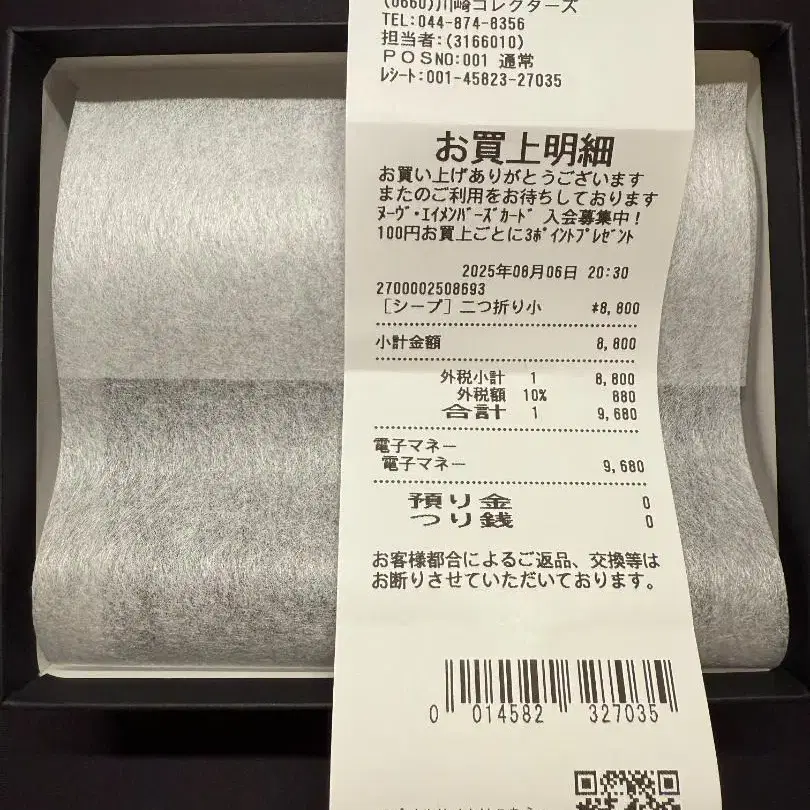 (0660)川崎コレクターズ
TEL:044-874-8356
担当者:(3166010)
POSNO:001 通常
ﾚｼｰﾄ:001-45823-27035
お買上明細
お買い上げありがとうございます
またのご利用をお待ちしております
ﾇｰｳﾞ・ｴｲﾒﾝﾊﾞｰｽﾞｶｰﾄﾞ 入会募集中!
100円お買上ごとに3ﾎﾟｲﾝﾄﾌﾟﾚｾﾞﾝﾄ
2025年08月06日 20:30
2700002508693
[シープ]二つ折り小 ¥8,800
小計金額 8,800
外税小計 1 8,800
外税額 10% 880
合計 1 9,680
電子マネー
電子マネー 9,680
預り金 0
つり銭 0
お客様都合によるご返品、交換等は
お断りさせていただいております。
0 014582 327035